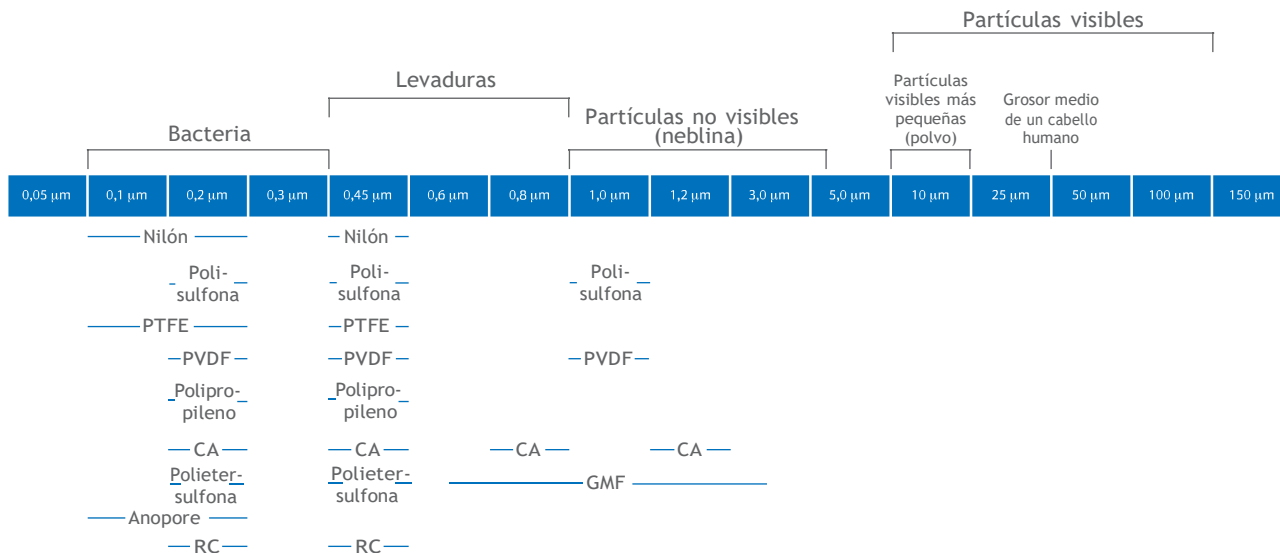 Partículas visibles
Levaduras
Partículas
visibles más
pequeñas
(polvo)
Grosor medio
de un cabello
humano
Partículas no visibles
(neblina)
Bacteria
0,05 μm 0,1 μm 0,2 μm 0,3 μm 0,45 μm 0,6 μm 0,8 μm 1,0 μm 1,2 μm 3,0 μm 5,0 μm 10 μm 25 μm 50 μm 100 μm 150 μm
Nilón Nilón
Poli-
sulfona
Poli-
sulfona
Poli-
sulfona
PTFE PTFE
PVDF PVDF PVDF
Polipro-
pileno
Polipro-
pileno
CA CA CA CA
Polieter-
sulfona
Polieter-
sulfona
GMF
Anopore
RC RC